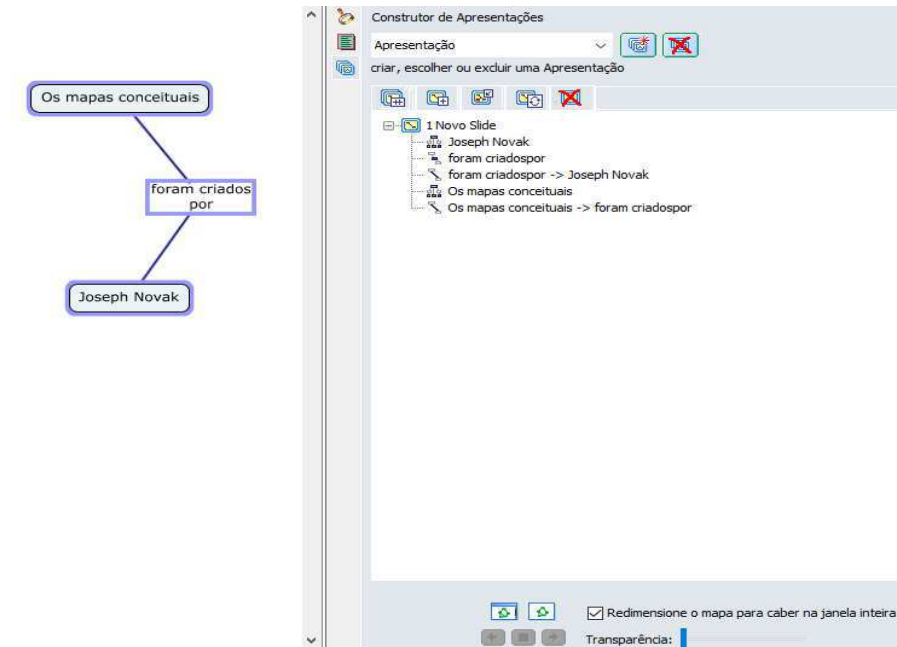 Os mapas conceituais
foram criados
por
Joseph Novak
Construtor de Apresentações
Apresentação
criar, escolher ou excluir uma Apresentação
1 Novo Slide
Joseph Novak
foram criadospor
foram criadospor -> Joseph Novak
Os mapas conceituais
Os mapas conceituais -> foram criadospor
Redimensione o mapa para caber na janela inteira
Transparência: